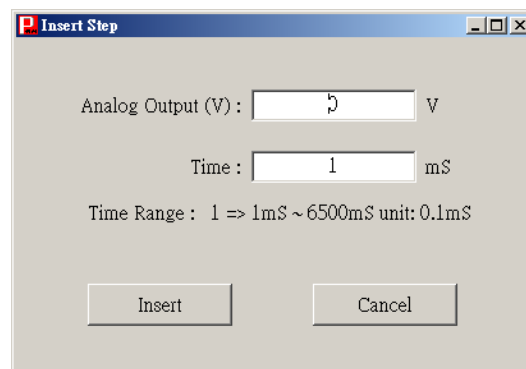 Insert Step
Analog Output (V) : V
Time : 1 mS
Time Range : 1 => 1mS ~ 6500mS unit: 0.1mS
Insert Cancel